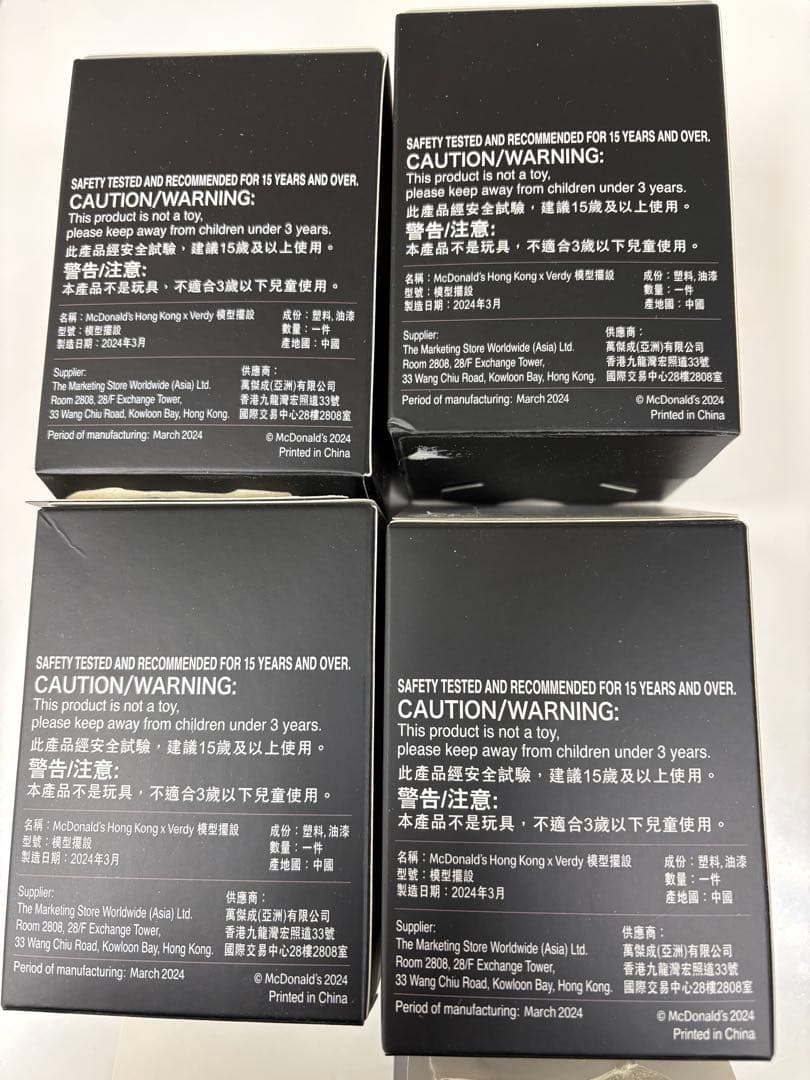 SAFETY TESTED AND RECOMMENDED FOR 15 YEARS AND OVER.
CAUTION/WARNING:
This product is not a toy,
please keep away from children under 3 years.
此產品經安全試驗，建議15歲及以上使用。
警告/注意:
本產品不是玩具，不適合3歲以下兒童使用。
名稱：McDonald's Hong Kong x Verdy 模型擺設
型號：模型擺設
製造日期：2024年3月
成份：塑料,油漆
數量：一件
產地國：中國
Supplier:
The Marketing Store Worldwide (Asia) Ltd.
Room 2808, 28/F Exchange Tower,
33 Wang Chiu Road, Kowloon Bay, Hong Kong.
供應商：
萬傑成(亞洲)有限公司
香港九龍灣宏照道33號
國際交易中心28樓2808室
Period of manufacturing: March 2024
© McDonald's 2024
Printed in China
SAFETY TESTED AND RECOMMENDED FOR 15 YEARS AND OVER.
CAUTION/WARNING:
This product is not a toy,
please keep away from children under 3 years.
此產品經安全試驗，建議15歲及以上使用。
警告/注意:
本產品不是玩具，不適合3歲以下兒童使用。
名稱：McDonald's Hong Kong x Verdy 模型擺設
型號：模型擺設
製造日期：2024年3月
成份：塑料,油漆
數量：一件
產地國：中國
Supplier:
The Marketing Store Worldwide (Asia) Ltd.
Room 2808, 28/F Exchange Tower,
33 Wang Chiu Road, Kowloon Bay, Hong Kong.
供應商：
萬傑成(亞洲)有限公司
香港九龍灣宏照道33號
國際交易中心28樓2808室
Period of manufacturing: March 2024
© McDonald's 2024
Printed in China
SAFETY TESTED AND RECOMMENDED FOR 15 YEARS AND OVER.
CAUTION/WARNING:
This product is not a toy,
please keep away from children under 3 years.
此產品經安全試驗，建議15歲及以上使用。
警告/注意:
本產品不是玩具，不適合3歲以下兒童使用。
名稱：McDonald's Hong Kong x Verdy 模型擺設
型號：模型擺設
製造日期：2024年3月
成份：塑料,油漆
數量：一件
產地國：中國
Supplier:
The Marketing Store Worldwide (Asia) Ltd.
Room 2808, 28/F Exchange Tower,
33 Wang Chiu Road, Kowloon Bay, Hong Kong.
供應商：
萬傑成(亞洲)有限公司
香港九龍灣宏照道33號
國際交易中心28樓2808室
Period of manufacturing: March 2024
© McDonald's 2024
Printed in China
SAFETY TESTED AND RECOMMENDED FOR 15 YEARS AND OVER.
CAUTION/WARNING:
This product is not a toy,
please keep away from children under 3 years.
此產品經安全試驗，建議15歲及以上使用。
警告/注意:
本產品不是玩具，不適合3歲以下兒童使用。
名稱：McDonald's Hong Kong x Verdy 模型擺設
型號：模型擺設
製造日期：2024年3月
成份：塑料,油漆
數量：一件
產地國：中國
Supplier:
The Marketing Store Worldwide (Asia) Ltd.
Room 2808, 28/F Exchange Tower,
33 Wang Chiu Road, Kowloon Bay, Hong Kong.
供應商：
萬傑成(亞洲)有限公司
香港九龍灣宏照道33號
國際交易中心28樓2808室
Period of manufacturing: March 2024
© McDonald's 2024
Printed in China